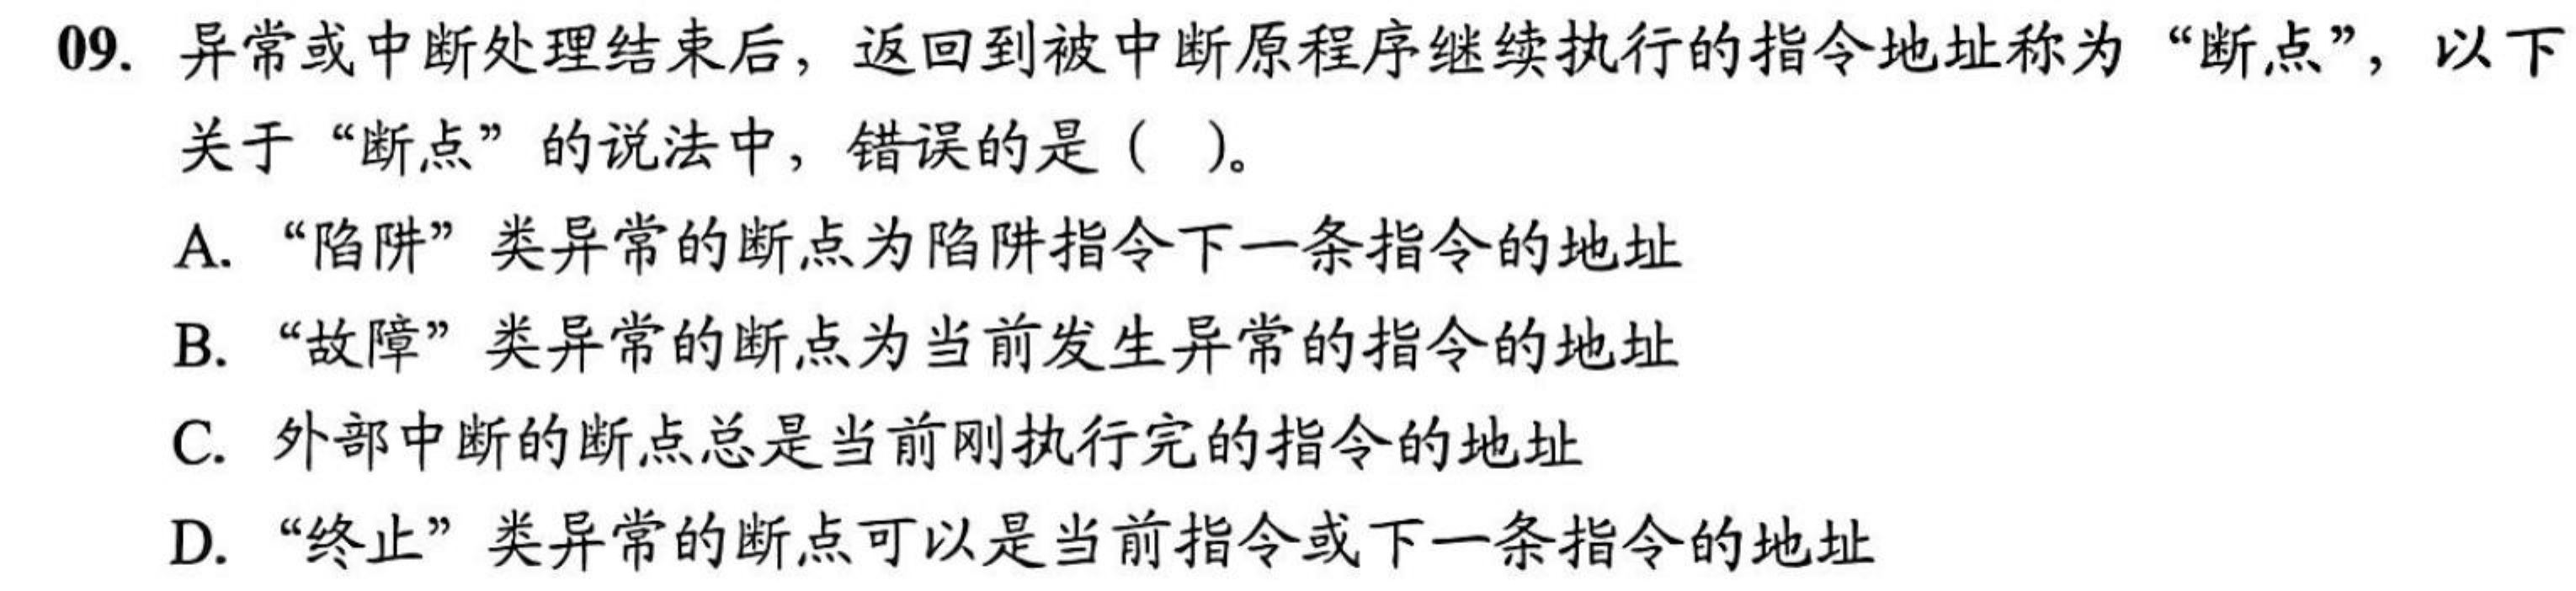 09. 异常或中断处理结束后，返回到被中断原程序继续执行的指令地址称为“断点”，以下
关于“断点”的说法中，错误的是（ ）。
A. “陷阱”类异常的断点为陷阱指令下一条指令的地址
B. “故障”类异常的断点为当前发生异常的指令的地址
C. 外部中断的断点总是当前刚执行完的指令的地址
D. “终止”类异常的断点可以是当前指令或下一条指令的地址